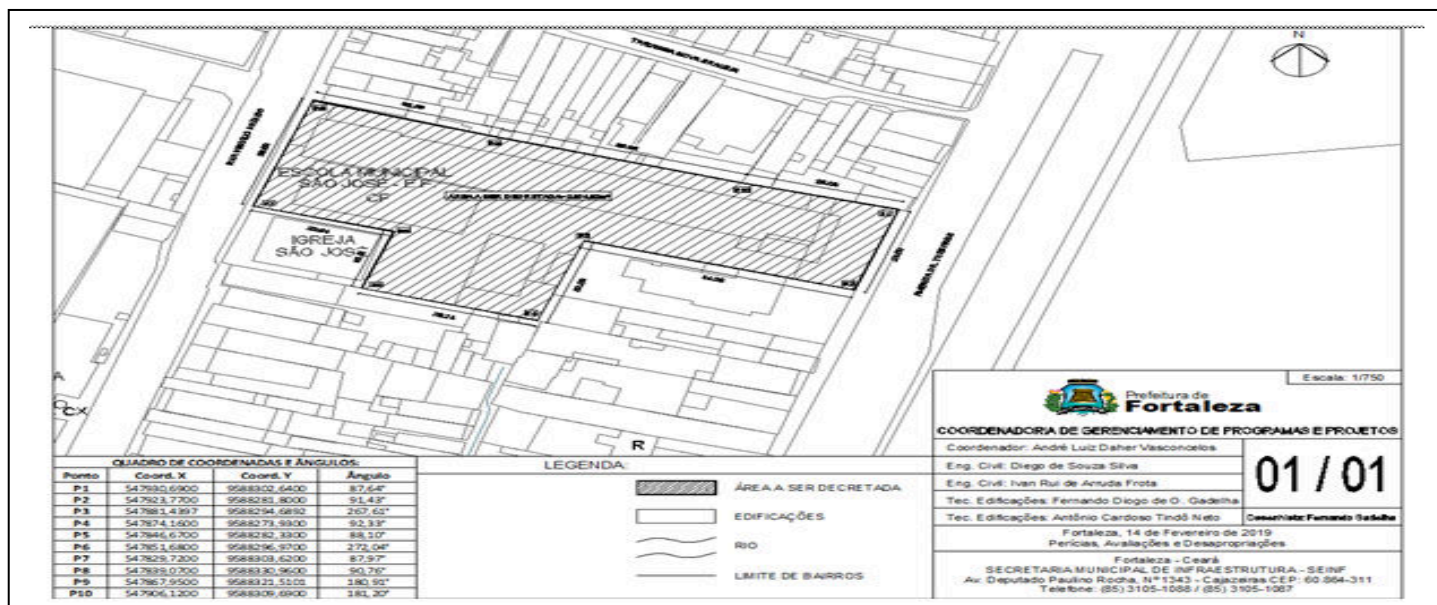 N
ESCOLA MUNICIPAL
SÃO JOSÉ - E.F
CF
IGREJA
SÃO JOSÉ
A
CX
R
Escala: 1/750
Prefeitura de
Fortaleza
COORDENADORIA DE GERENCIAMENTO DE PROGRAMAS E PROJETOS
Coordenador: André Luiz Daher Vasconcelos
Eng. Civil: Diego de Souza Silva
Eng. Civil: Ivan Rui de Arruda Frota
Tec. Edificações: Fernando Diogo de O. Gadelha
Tec. Edificações: Antônio Cardoso Tindô Neto
01 / 01
Desenhista: Fernando Gadelha
Fortaleza, 14 de Fevereiro de 2019
Perícias, Avaliações e Desapropriações
Fortaleza - Ceará
SECRETARIA MUNICIPAL DE INFRAESTRUTURA - SEINF
Av. Deputado Paulino Rocha, Nº1343 - Cajazeiras CEP: 60.864-311
Telefone: (85) 3105-1088 / (85) 3105-1087
QUADRO DE COORDENADAS E ÂNGULOS:
Ponto Coord. X Coord. Y Ângulo
P1 547930,6900 9588302,6400 87,64°
P2 547923,7700 9588281,8000 91,43°
P3 547881,4397 9588294,6892 267,61°
P4 547874,1600 9588273,9300 92,33°
P5 547846,6700 9588282,3300 88,10°
P6 547851,6800 9588296,9700 272,04°
P7 547829,7200 9588303,6200 87,97°
P8 547839,0700 9588330,9600 90,76°
P9 547867,9500 9588321,5101 180,91°
P10 547906,1200 9588309,6900 181,20°
LEGENDA:
ÁREA A SER DECRETADA
EDIFICAÇÕES
RIO
LIMITE DE BAIRROS